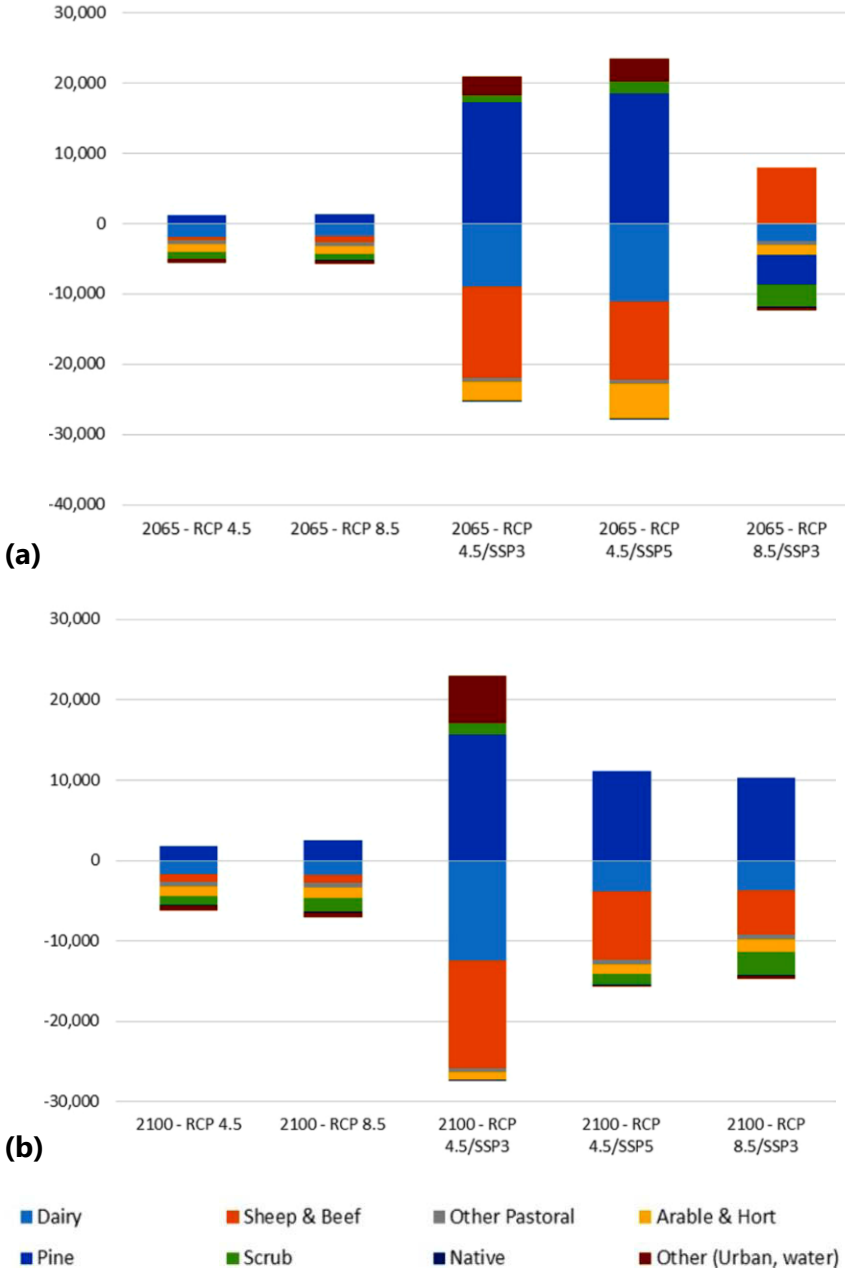 30,000
20,000
10,000
0
-10,000
-20,000
-30,000
-40,000
2065 - RCP 4.5
2065 - RCP 8.5
2065 - RCP
4.5/SSP3
2065 - RCP
4.5/SSP5
2065 - RCP
8.5/SSP3
(a)
30,000
20,000
10,000
0
-10,000
-20,000
-30,000
2100 - RCP 4.5
2100 - RCP 8.5
2100 - RCP
4.5/SSP3
2100 - RCP
4.5/SSP5
2100 - RCP
8.5/SSP3
(b)
Dairy
Sheep & Beef
Other Pastoral
Arable & Hort
Pine
Scrub
Native
Other (Urban, water)